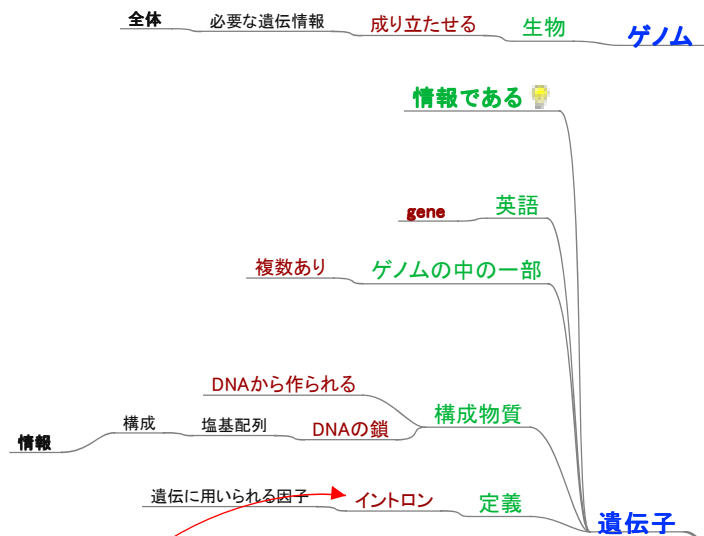 全体 必要な遺伝情報 成り立たせる 生物 ゲノム
情報である
gene 英語
複数あり ゲノムの中の一部
DNAから作られる
情報 構成 塩基配列 DNAの鎖 構成物質
遺伝に用いられる因子 イントロン 定義 遺伝子